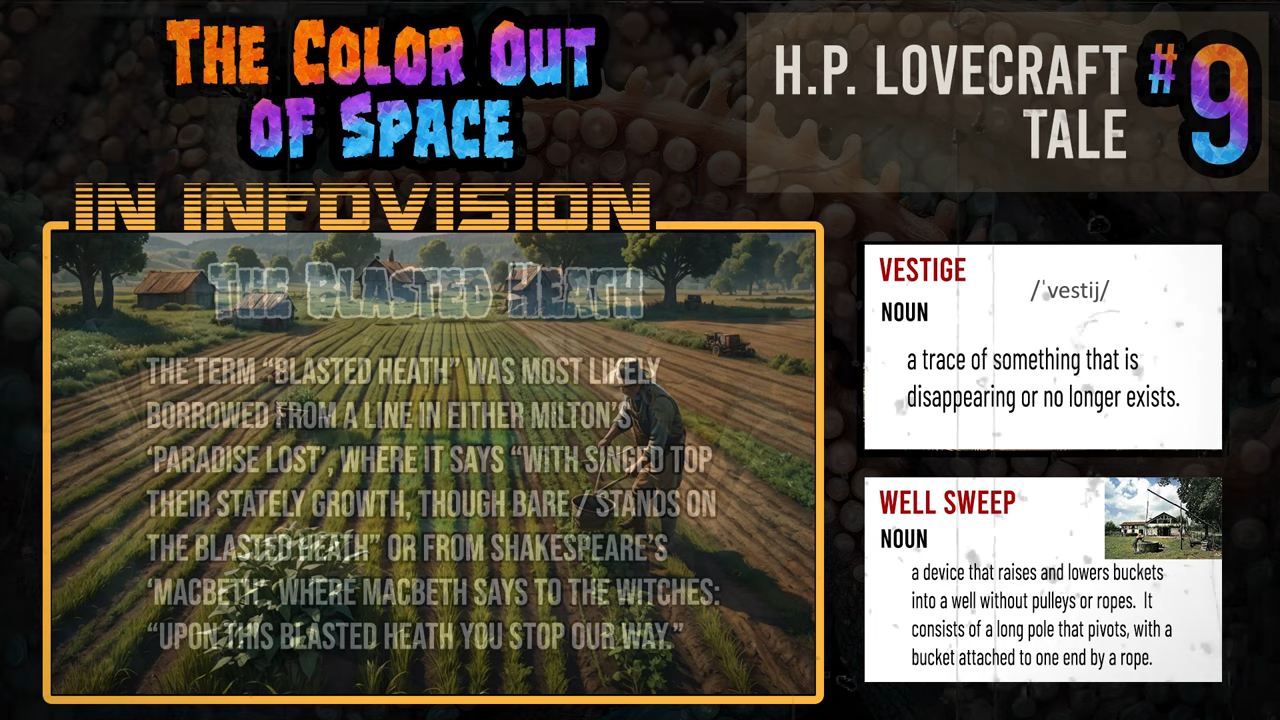 THE COLOR OUT
OF SPACE
H.P. LOVECRAFT #9
TALE
IN INFOVISION
THE BLASTED HEATH
THE TERM “BLASTED HEATH” WAS MOST LIKELY
BORROWED FROM A LINE IN EITHER MILTON’S
‘PARADISE LOST’, WHERE IT SAYS “WITH SINGED TOP
THEIR STATELY GROWTH, THOUGH BARE / STANDS ON
THE BLASTED HEATH” OR FROM SHAKESPEARE’S
‘MACBETH’, WHERE MACBETH SAYS TO THE WITCHES:
“UPON THIS BLASTED HEATH YOU STOP OUR WAY.”
VESTIGE
/ˈvestij/
NOUN
a trace of something that is
disappearing or no longer exists.
WELL SWEEP
NOUN
a device that raises and lowers buckets
into a well without pulleys or ropes. It
consists of a long pole that pivots, with a
bucket attached to one end by a rope.